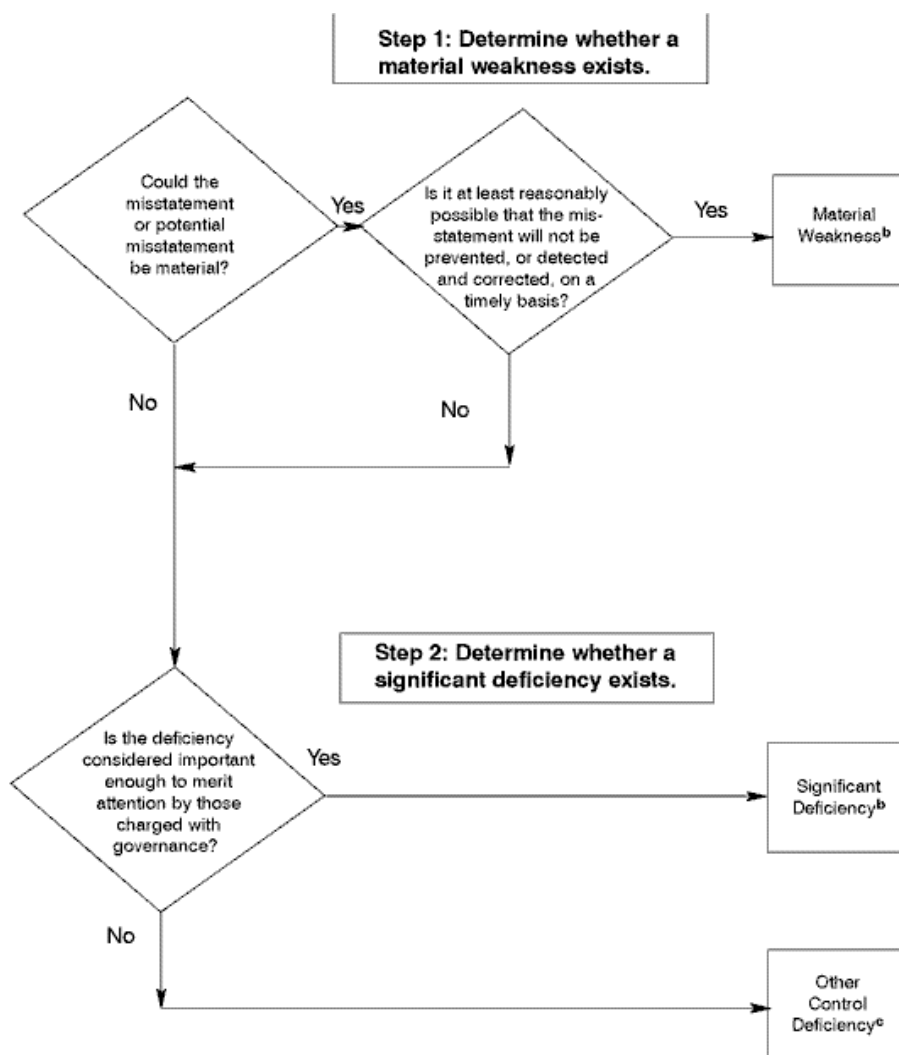 Step 1: Determine whether a
material weakness exists.
Could the
misstatement
or potential
misstatement
be material?
Yes
Is it at least reasonably
possible that the mis-
statement will not be
prevented, or detected
and corrected, on a
timely basis?
Yes
Material
Weaknessᵇ
No
No
Step 2: Determine whether a
significant deficiency exists.
Is the deficiency
considered important
enough to merit
attention by those
charged with
governance?
Yes
Significant
Deficiencyᵇ
No
Other
Control
Deficiencyᶜ